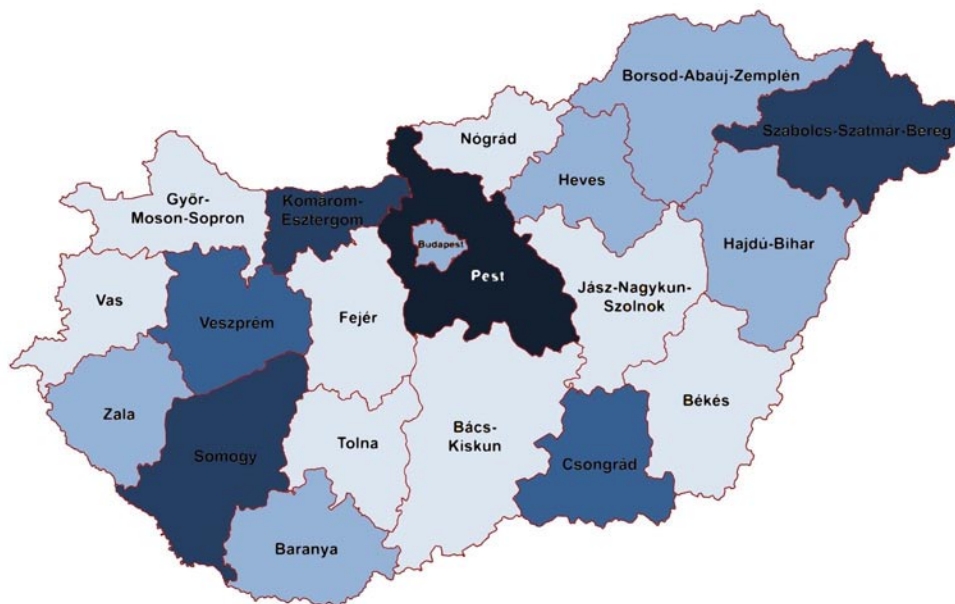 Borsod-Abaúj-Zemplén
Szabolcs-Szatmár-Bereg
Nógrád
Heves
Győr-
Moson-Sopron
Komárom-
Esztergom
Hajdú-Bihar
Budapest
Pest
Jász-Nagykun-
Szolnok
Vas
Veszprém
Fejér
Zala
Békés
Tolna
Bács-
Kiskun
Somogy
Csongrád
Baranya